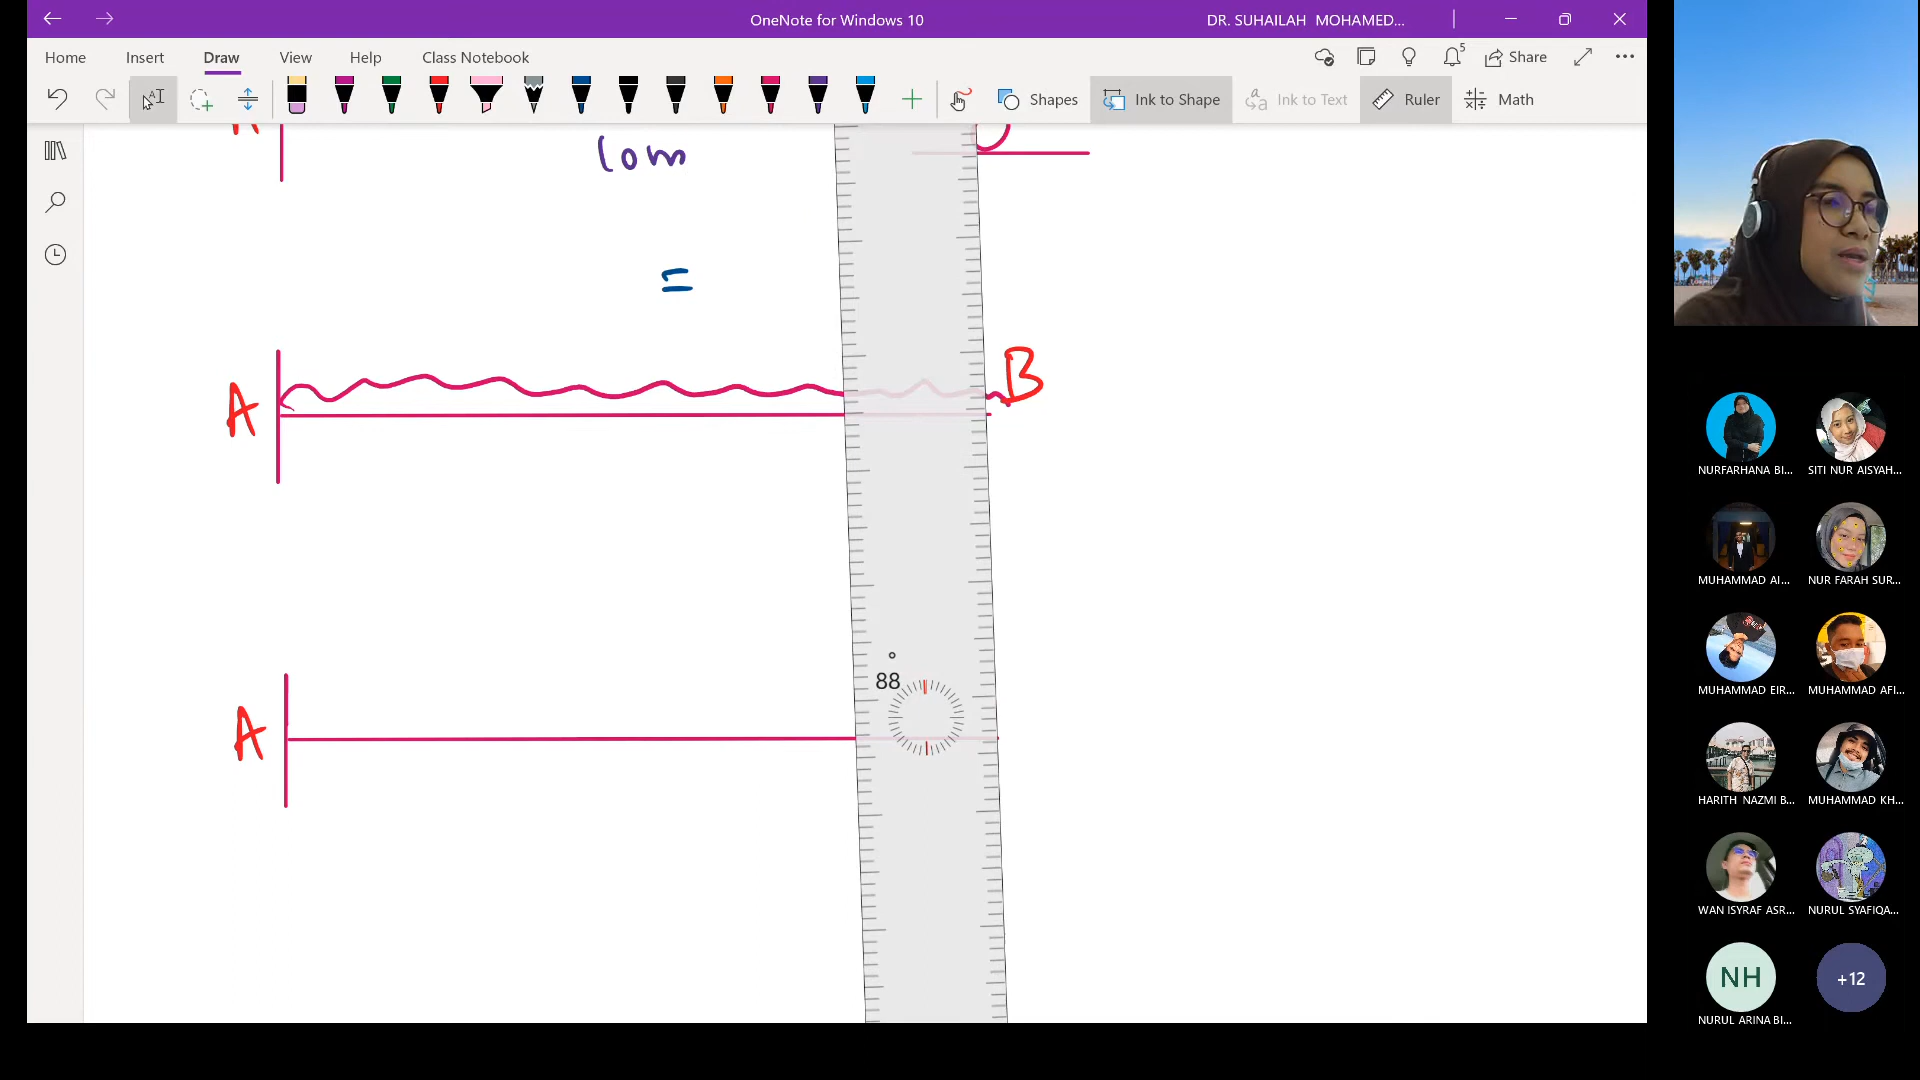 OneNote for Windows 10
DR. SUHAILAH MOHAMED...
Home Insert Draw View Help Class Notebook
5
Share
Shapes
Ink to Shape
Ink to Text
Ruler
Math
A
10m
=
A
B
88°
A
NURFARHANA BI...
SITI NUR AISYAH...
MUHAMMAD AI...
NUR FARAH SUR...
MUHAMMAD EIR...
MUHAMMAD AFI...
HARITH NAZMI B...
MUHAMMAD KH...
WAN ISYRAF ASR...
NURUL SYAFIQA...
NH
+12
NURUL ARINA BI...